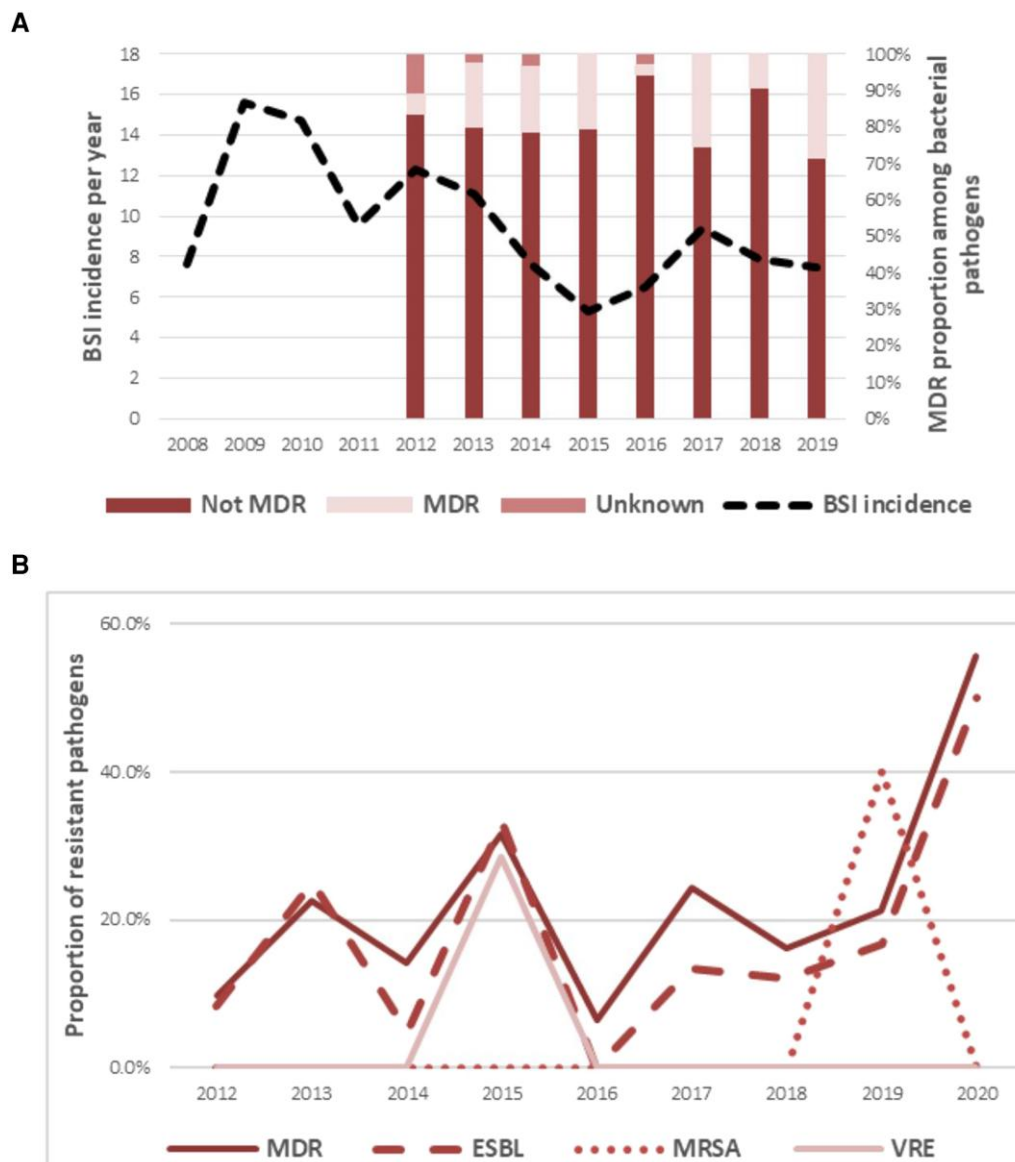 A
BSI incidence per year
18
16
14
12
10
8
6
4
2
0
100%
90%
80%
70%
60%
50%
40%
30%
20%
10%
0%
MDR proportion among bacterial
pathogens
2008 2009 2010 2011 2012 2013 2014 2015 2016 2017 2018 2019
Not MDR MDR Unknown BSI incidence
B
Proportion of resistant pathogens
60.0%
40.0%
20.0%
0.0%
2012 2013 2014 2015 2016 2017 2018 2019 2020
MDR ESBL MRSA VRE